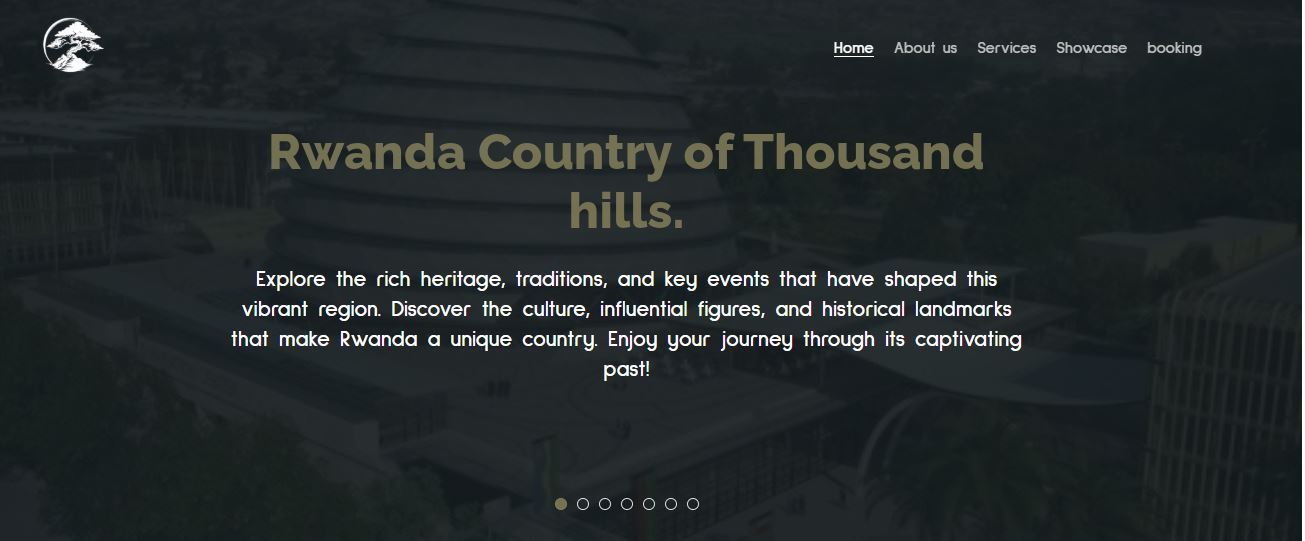 Home About us Services Showcase booking
Rwanda Country of Thousand
hills.
Explore the rich heritage, traditions, and key events that have shaped this
vibrant region. Discover the culture, influential figures, and historical landmarks
that make Rwanda a unique country. Enjoy your journey through its captivating
past!